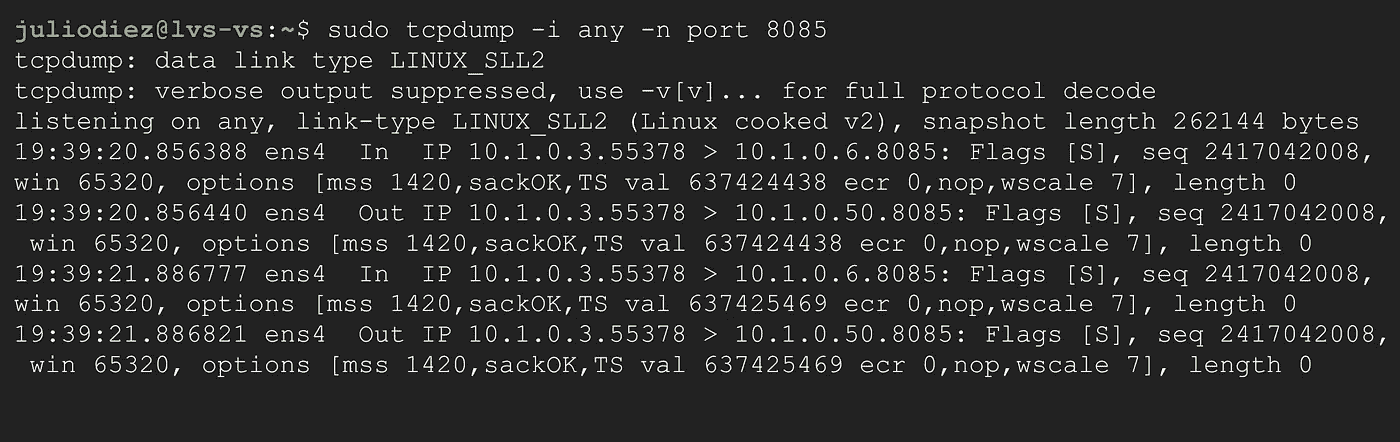 juliodiez@lvs-vs:~$ sudo tcpdump -i any -n port 8085
tcpdump: data link type LINUX_SLL2
tcpdump: verbose output suppressed, use -v[v]... for full protocol decode
listening on any, link-type LINUX_SLL2 (Linux cooked v2), snapshot length 262144 bytes
19:39:20.856388 ens4  In  IP 10.1.0.3.55378 > 10.1.0.6.8085: Flags [S], seq 2417042008,
win 65320, options [mss 1420,sackOK,TS val 637424438 ecr 0,nop,wscale 7], length 0
19:39:20.856440 ens4  Out IP 10.1.0.3.55378 > 10.1.0.50.8085: Flags [S], seq 2417042008,
 win 65320, options [mss 1420,sackOK,TS val 637424438 ecr 0,nop,wscale 7], length 0
19:39:21.886777 ens4  In  IP 10.1.0.3.55378 > 10.1.0.6.8085: Flags [S], seq 2417042008,
win 65320, options [mss 1420,sackOK,TS val 637425469 ecr 0,nop,wscale 7], length 0
19:39:21.886821 ens4  Out IP 10.1.0.3.55378 > 10.1.0.50.8085: Flags [S], seq 2417042008,
 win 65320, options [mss 1420,sackOK,TS val 637425469 ecr 0,nop,wscale 7], length 0